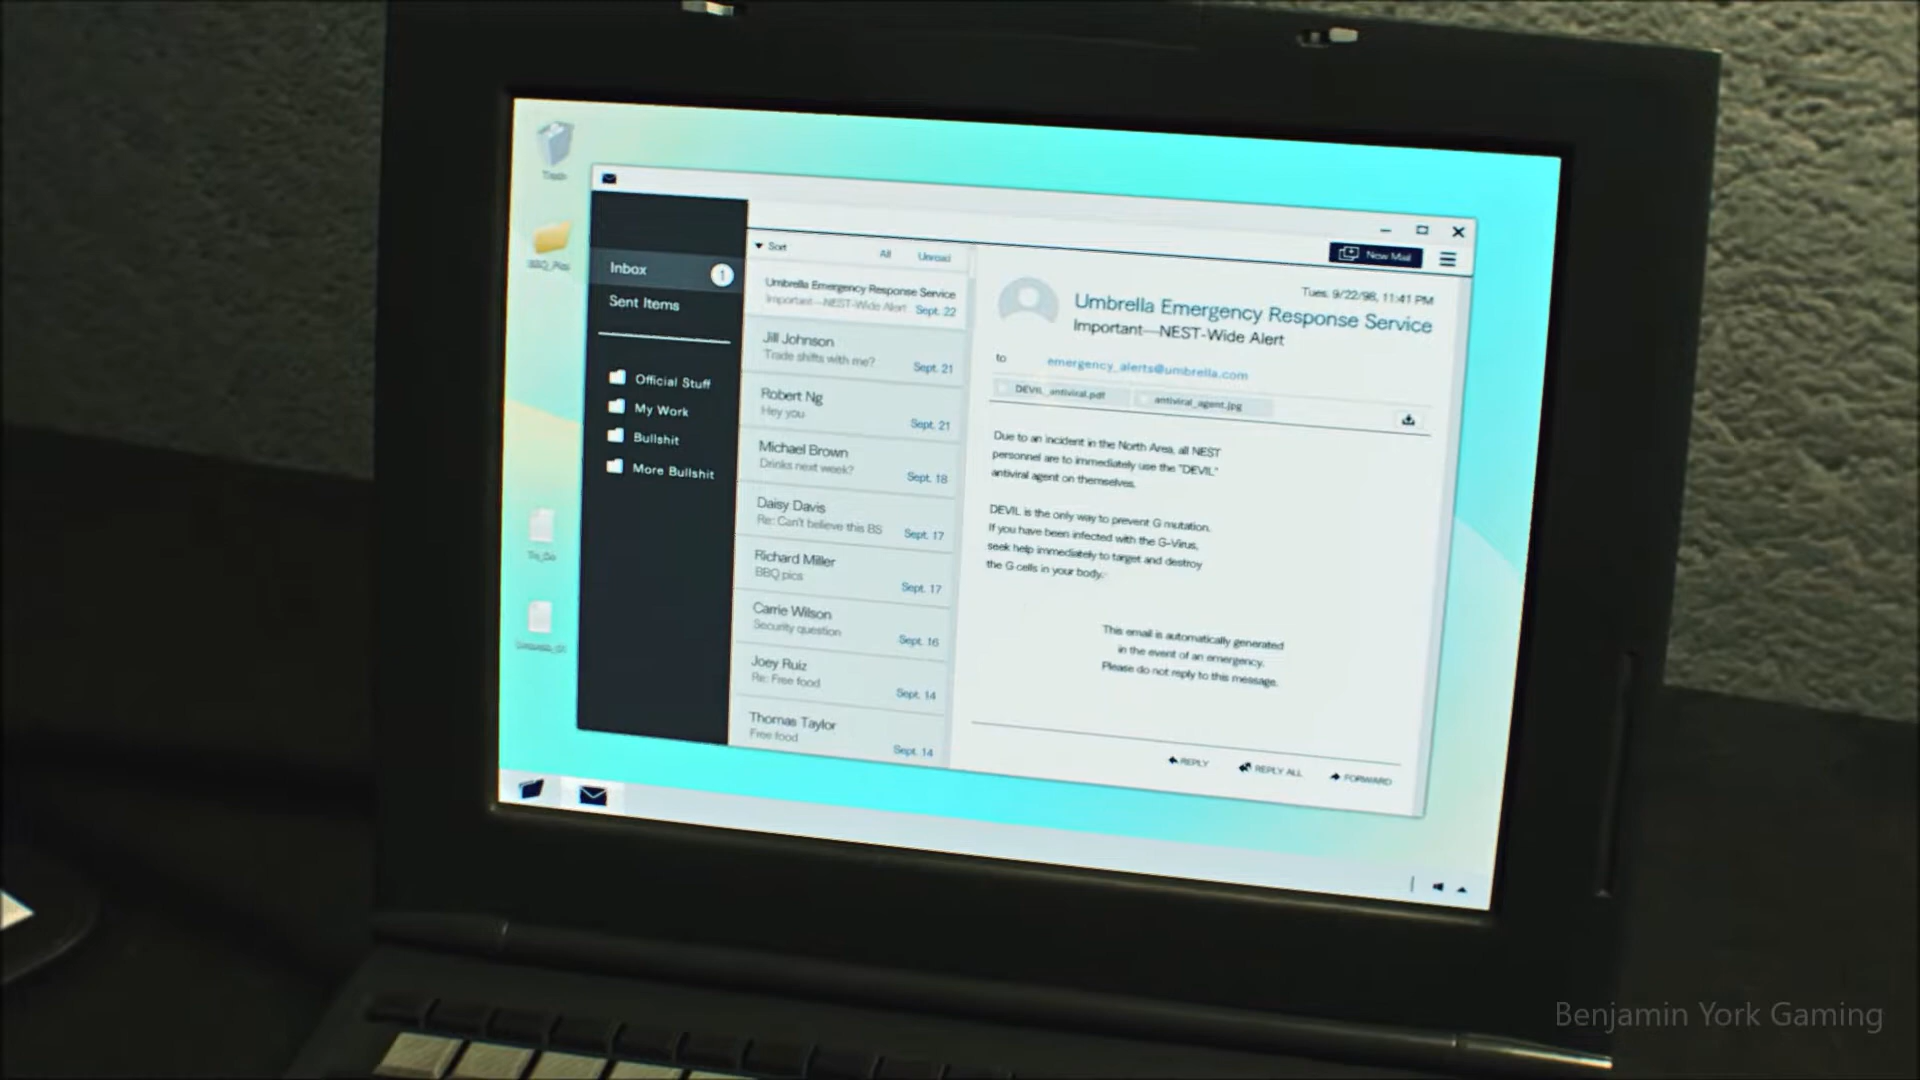 Trash
BBQ_Pics
Inbox
1
Sent Items
Official Stuff
My Work
Bullshit
More Bullshit
Sort
All
Unread
Umbrella Emergency Response Service
Important—NEST-Wide Alert
Sept. 22
Jill Johnson
Trade shifts with me?
Sept. 21
Robert Ng
Hey you
Sept. 21
Michael Brown
Drinks next week?
Sept. 18
Daisy Davis
Re: Can't believe this BS
Sept. 17
Richard Miller
BBQ pics
Sept. 17
Carrie Wilson
Security question
Sept. 16
Joey Ruiz
Re: Free food
Sept. 14
Thomas Taylor
Free food
Sept. 14
New Mail
Tues. 9/22/98, 11:41 PM
Umbrella Emergency Response Service
Important—NEST-Wide Alert
to emergency_alerts@umbrella.com
DEVIL_antiviral.pdf
antiviral_agent.jpg
Due to an incident in the North Area, all NEST
personnel are to immediately use the "DEVIL"
antiviral agent on themselves.
DEVIL is the only way to prevent G mutation.
If you have been infected with the G-Virus,
seek help immediately to target and destroy
the G cells in your body.
This email is automatically generated
in the event of an emergency.
Please do not reply to this message.
REPLY
REPLY ALL
FORWARD
Benjamin York Gaming